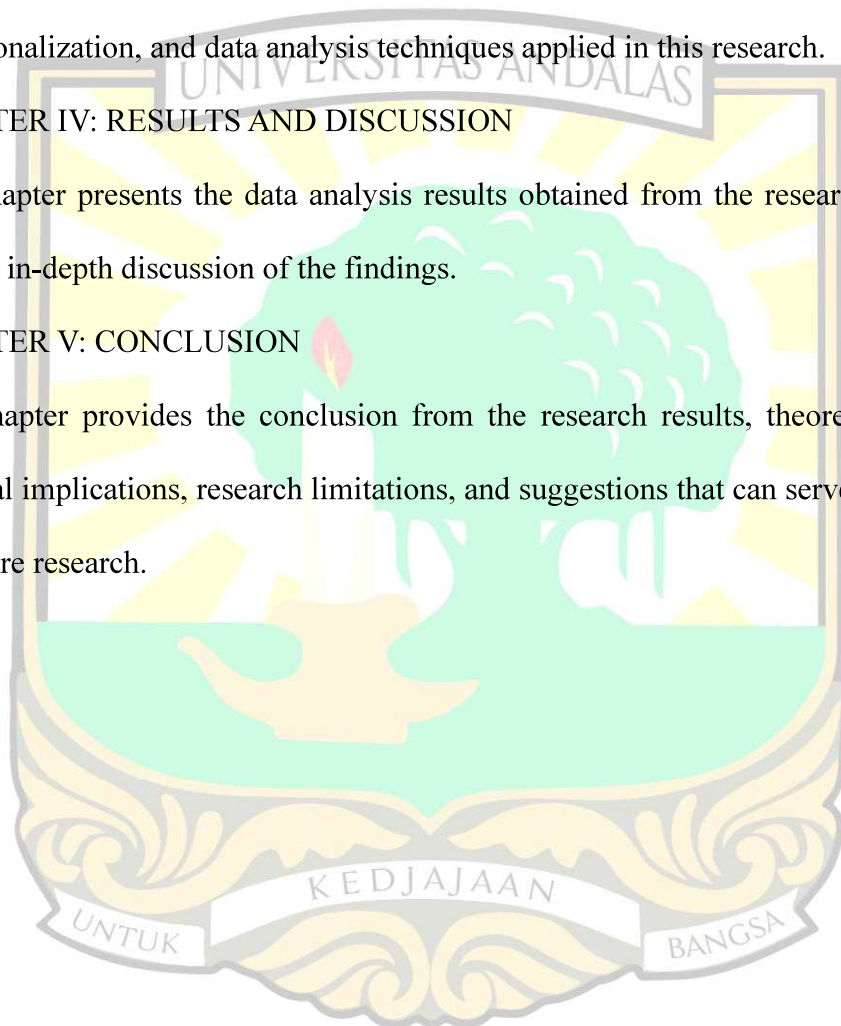 onalization, and data analysis techniques applied in this research.
UNIVERSITAS ANDALAS
TER IV: RESULTS AND DISCUSSION
apter presents the data analysis results obtained from the resear
in-depth discussion of the findings.
TER V: CONCLUSION
apter provides the conclusion from the research results, theore
al implications, research limitations, and suggestions that can serve
re research.
KEDJAJAAN
UNTUK
BANGSA